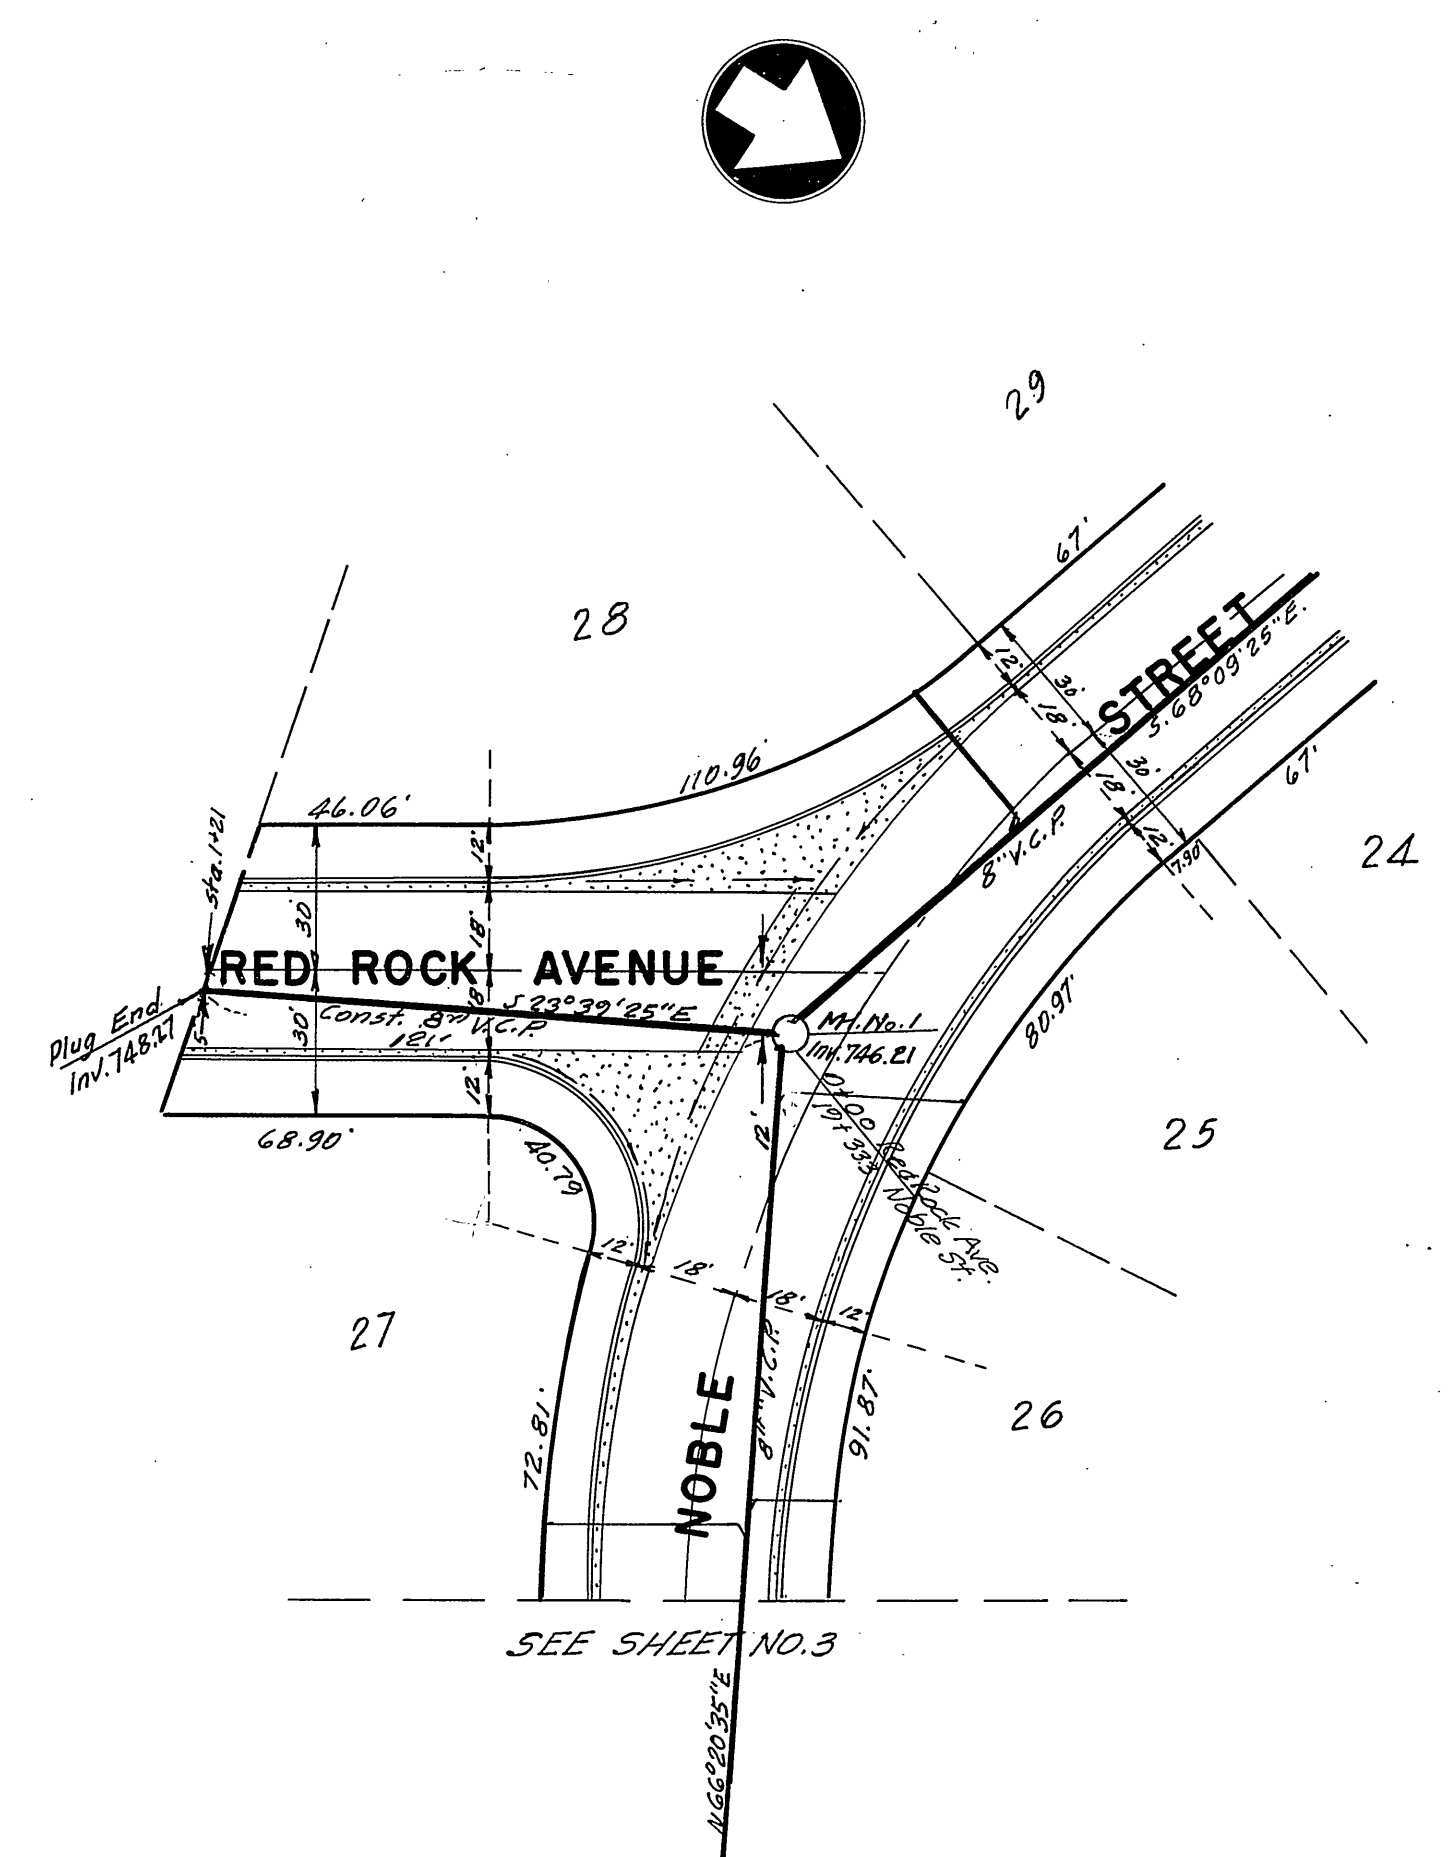 29
67'
28
12'
30'
STREET
S. 68°09'25"E.
18'
110.96'
30'
67'
46.06'
18'
Sta. 1+21
12'
8" V.C.P.
12'
7.90'
24
30'
18'
RED ROCK AVENUE
80.97'
S 23°39'25"E
Const. 8" V.C.P.
121'
18'
Plug End
Inv. 748.27
5'
30'
M.H. No. 1
Inv. 746.21
12'
0+00 Red Rock Ave.
19+333 Noble St.
12'
68.90'
40.79
25
12'
18'
18'
12'
27
8" V.C.P.
NOBLE
72.81'
91.87'
26
SEE SHEET NO. 3
N 66°20'35"E